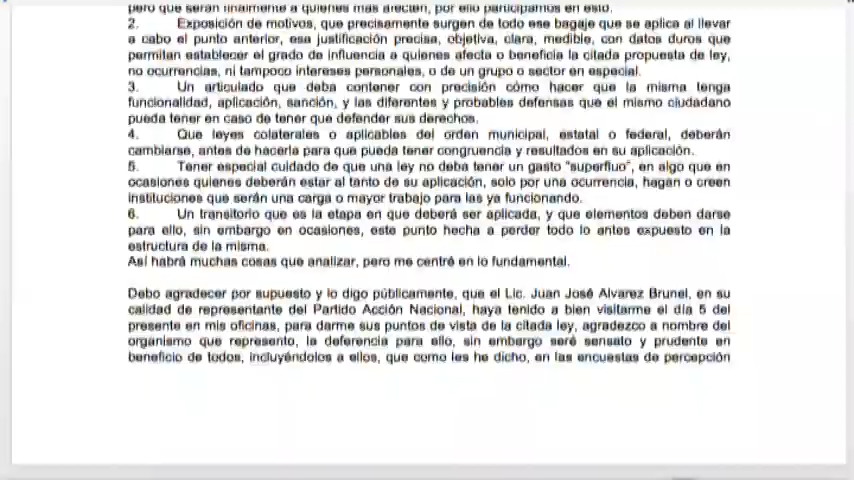 pero que serán finalmente a quienes más afecten, por ello participamos en esto.
2. Exposición de motivos, que precisamente surgen de todo ese bagaje que se aplica al llevar
a cabo el punto anterior, esa justificación precisa, objetiva, clara, medible, con datos duros que
permitan establecer el grado de influencia a quienes afecta o beneficia la citada propuesta de ley,
no ocurrencias, ni tampoco intereses personales, o de un grupo o sector en especial.
3. Un articulado que deba contener con precisión cómo hacer que la misma tenga
funcionalidad, aplicación, sanción, y las diferentes y probables defensas que el mismo ciudadano
pueda tener en caso de tener que defender sus derechos.
4. Que leyes colaterales o aplicables del orden municipal, estatal o federal, deberán
cambiarse, antes de hacerla para que pueda tener congruencia y resultados en su aplicación.
5. Tener especial cuidado de que una ley no deba tener un gasto "superfluo", en algo que en
ocasiones quienes deberán estar al tanto de su aplicación, solo por una ocurrencia, hagan o creen
instituciones que serán una carga o mayor trabajo para las ya funcionando.
6. Un transitorio que es la etapa en que deberá ser aplicada, y que elementos deben darse
para ello, sin embargo en ocasiones, este punto hecha a perder todo lo antes expuesto en la
estructura de la misma.
Así habrá muchas cosas que analizar, pero me centré en lo fundamental.
Debo agradecer por supuesto y lo digo públicamente, que el Lic. Juan José Alvarez Brunel, en su
calidad de representante del Partido Acción Nacional, haya tenido a bien visitarme el día 5 del
presente en mis oficinas, para darme sus puntos de vista de la citada ley, agradezco a nombre del
organismo que represento, la deferencia para ello, sin embargo seré sensato y prudente en
beneficio de todos, incluyéndolos a ellos, que como les he dicho, en las encuestas de percepción